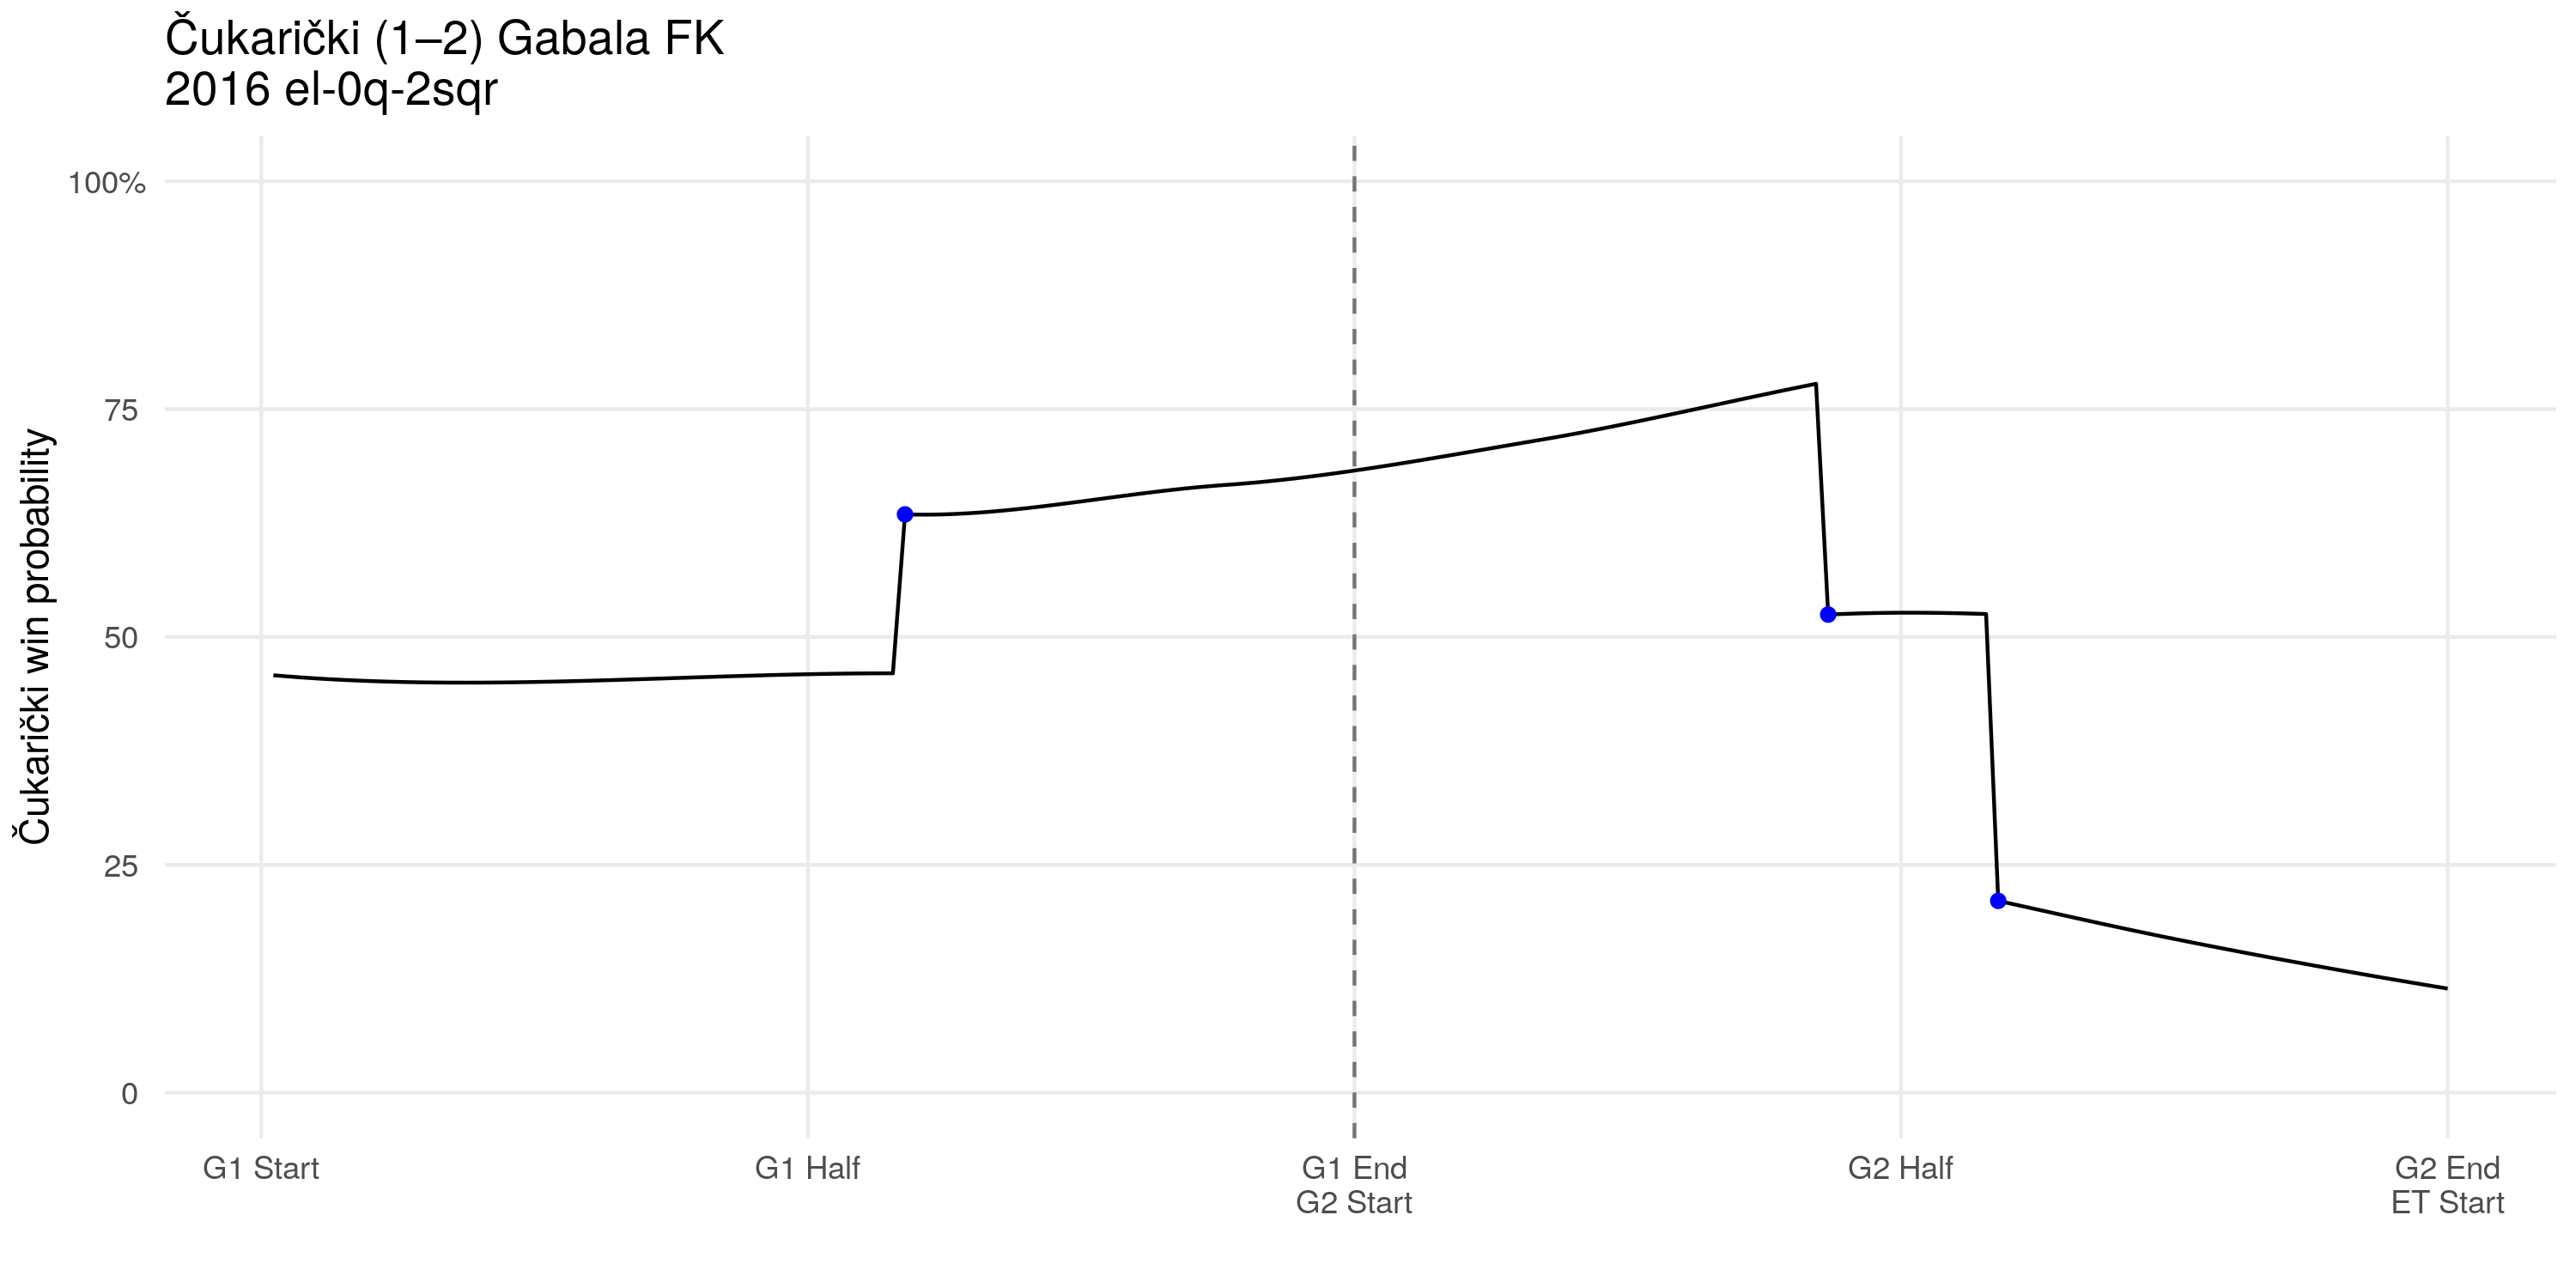 Čukarički (1–2) Gabala FK
2016 el-0q-2sqr
Čukarički win probability
100%
75
50
25
0
G1 Start
G1 Half
G1 End
G2 Start
G2 Half
G2 End
ET Start